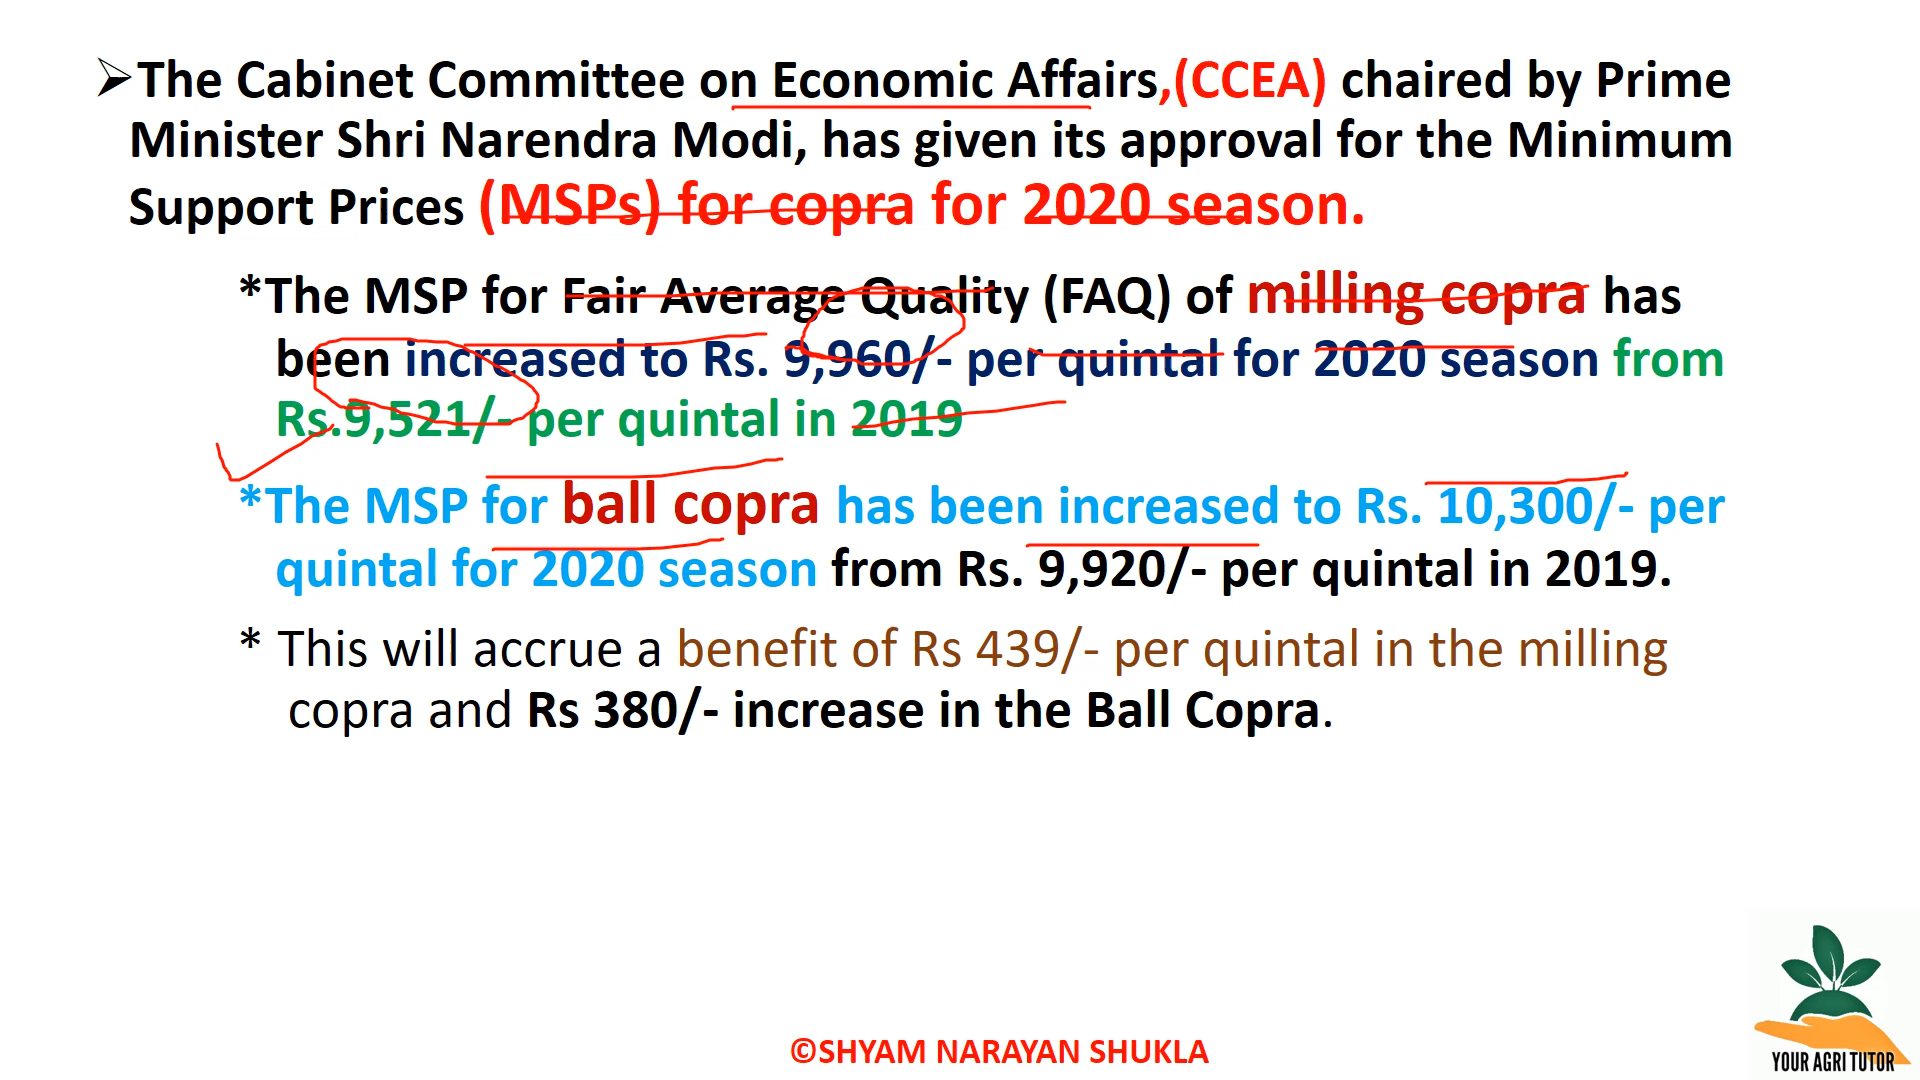 ➢The Cabinet Committee on Economic Affairs,(CCEA) chaired by Prime
Minister Shri Narendra Modi, has given its approval for the Minimum
Support Prices (MSPs) for copra for 2020 season.
*The MSP for Fair Average Quality (FAQ) of milling copra has
been increased to Rs. 9,960/- per quintal for 2020 season from
Rs.9,521/- per quintal in 2019
*The MSP for ball copra has been increased to Rs. 10,300/- per
quintal for 2020 season from Rs. 9,920/- per quintal in 2019.
* This will accrue a benefit of Rs 439/- per quintal in the milling
copra and Rs 380/- increase in the Ball Copra.
©SHYAM NARAYAN SHUKLA
YOUR AGRI TUTOR